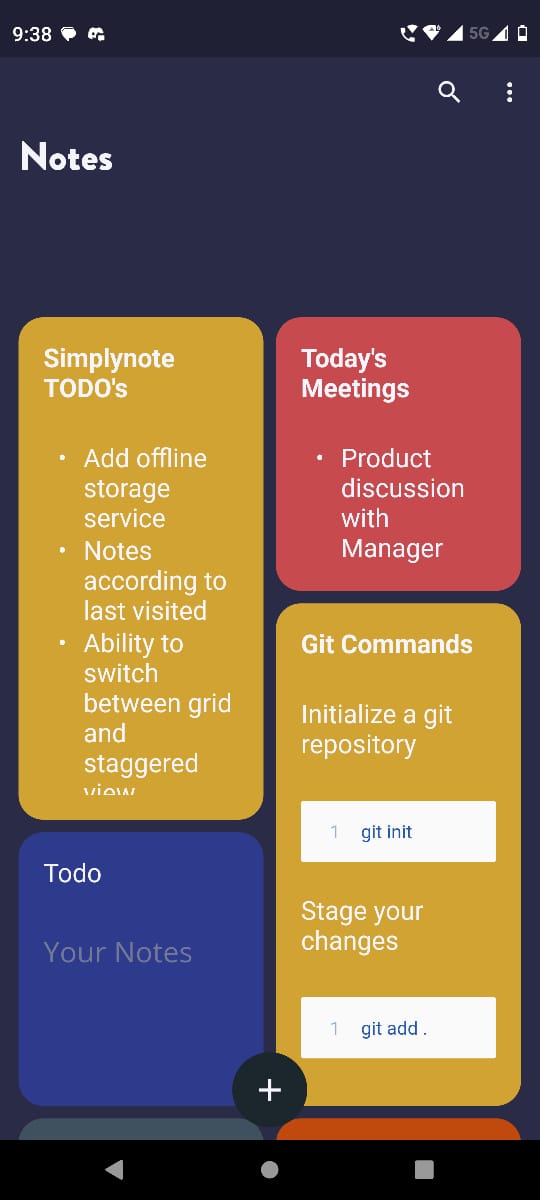 9:38
5G
Notes
Simplynote
TODO's
• Add offline
storage
service
• Notes
according to
last visited
• Ability to
switch
between grid
and
staggered
view
Today's
Meetings
• Product
discussion
with
Manager
Git Commands
Initialize a git
repository
1 git init
Stage your
changes
1 git add .
Todo
Your Notes
+